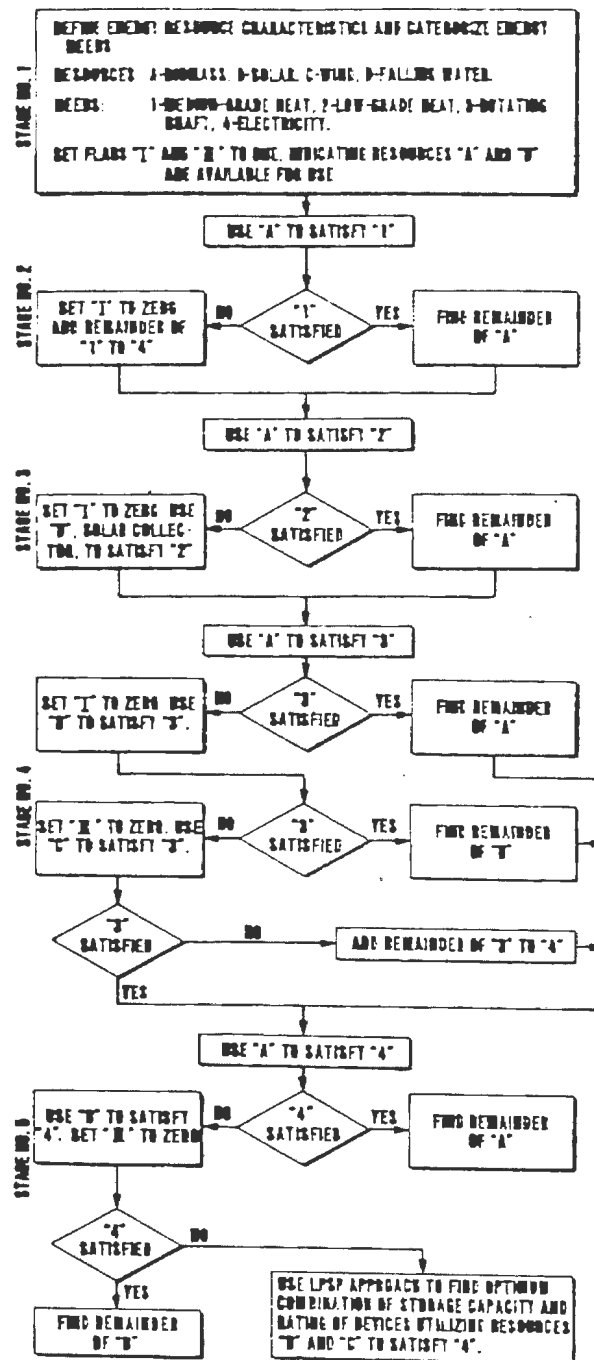 STAGE NO. 1
DEFINE ENERGY RESOURCE CHARACTERISTICS AND CATEGORIZE ENERGY
NEEDS
RESOURCES: A-BIOMASS, B-SOLAR, C-WIND, D-FALLING WATER.
NEEDS: 1-MEDIUM-GRADE HEAT, 2-LOW-GRADE HEAT, 3-ROTATING
SHAFT, 4-ELECTRICITY.
SET FLAGS "I" AND "II" TO ONE, INDICATING RESOURCES "A" AND "D"
ARE AVAILABLE FOR USE
USE "A" TO SATISFY "1"
STAGE NO. 2
SET "I" TO ZERO
ADD REMAINDER OF
"1" TO "4"
NO
"1"
SATISFIED
YES
FIND REMAINDER
OF "A"
USE "A" TO SATISFY "2"
STAGE NO. 3
SET "I" TO ZERO. USE
"B", SOLAR COLLEC-
TOR, TO SATISFY "2"
NO
"2"
SATISFIED
YES
FIND REMAINDER
OF "A"
USE "A" TO SATISFY "3"
STAGE NO. 4
SET "I" TO ZERO. USE
"D" TO SATISFY "3".
NO
"3"
SATISFIED
YES
FIND REMAINDER
OF "A"
SET "II" TO ZERO. USE
"C" TO SATISFY "3".
NO
"3"
SATISFIED
YES
FIND REMAINDER
OF "D"
"3"
SATISFIED
NO
ADD REMAINDER OF "3" TO "4"
YES
USE "A" TO SATISFY "4"
STAGE NO. 5
USE "D" TO SATISFY
"4". SET "II" TO ZERO
NO
"4"
SATISFIED
YES
FIND REMAINDER
OF "A"
"4"
SATISFIED
NO
YES
FIND REMAINDER
OF "D"
USE LPSP APPROACH TO FIND OPTIMUM
COMBINATION OF STORAGE CAPACITY AND
RATING OF DEVICES UTILIZING RESOURCES
"B" AND "C" TO SATISFY "4".